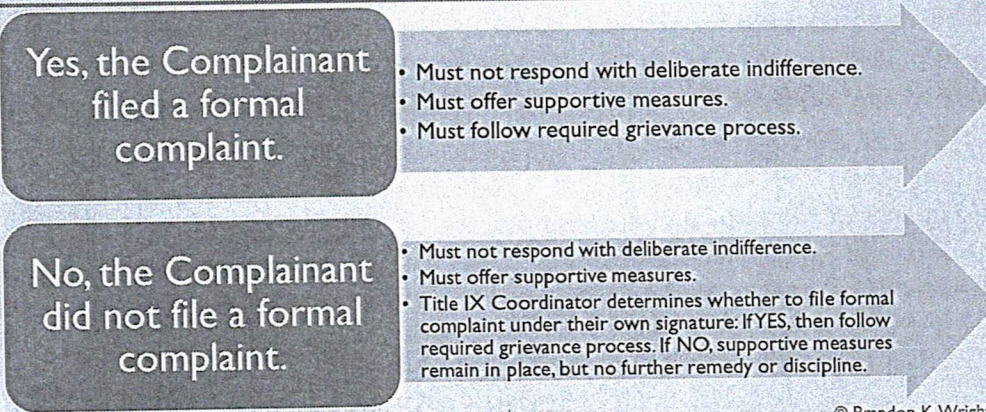 Yes, the Complainant
filed a formal
complaint.
• Must not respond with deliberate indifference.
• Must offer supportive measures.
• Must follow required grievance process.
No, the Complainant
did not file a formal
complaint.
• Must not respond with deliberate indifference.
• Must offer supportive measures.
• Title IX Coordinator determines whether to file formal
complaint under their own signature: If YES, then follow
required grievance process. If NO, supportive measures
remain in place, but no further remedy or discipline.
© Brandon K.